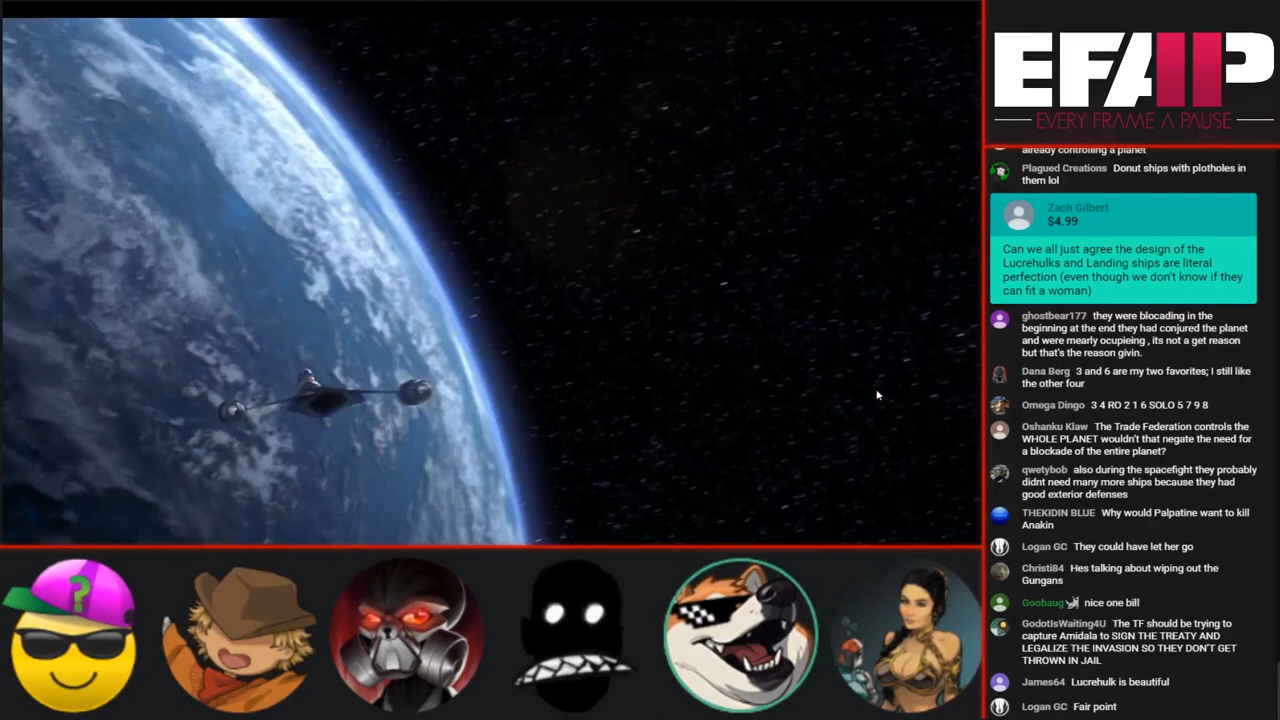 EFAP
EVERY FRAME A PAUSE
already controlling a planet
Plagued Creations Donut ships with plotholes in
them lol
Zach Gilbert
$4.99
Can we all just agree the design of the
Lucrehulks and Landing ships are literal
perfection (even though we don't know if they
can fit a woman)
ghostbear177 they were blocading in the
beginning at the end they had conjured the planet
and were mearly ocupieing , its not a get reason
but that's the reason givin.
Dana Berg 3 and 6 are my two favorites; I still like
the other four
Omega Dingo 3 4 RO 2 1 6 SOLO 5 7 9 8
Oshanku Klaw The Trade Federation controls the
WHOLE PLANET wouldn't that negate the need for
a blockade of the entire planet?
qwetybob also during the spacefight they probably
didnt need many more ships because they had
good exterior defenses
THEKIDIN BLUE Why would Palpatine want to kill
Anakin
Logan GC They could have let her go
Christi84 Hes talking about wiping out the
Gungans
Goobaug nice one bill
GodotIsWaiting4U The TF should be trying to
capture Amidala to SIGN THE TREATY AND
LEGALIZE THE INVASION SO THEY DON'T GET
THROWN IN JAIL
James64 Lucrehulk is beautiful
Logan GC Fair point
?